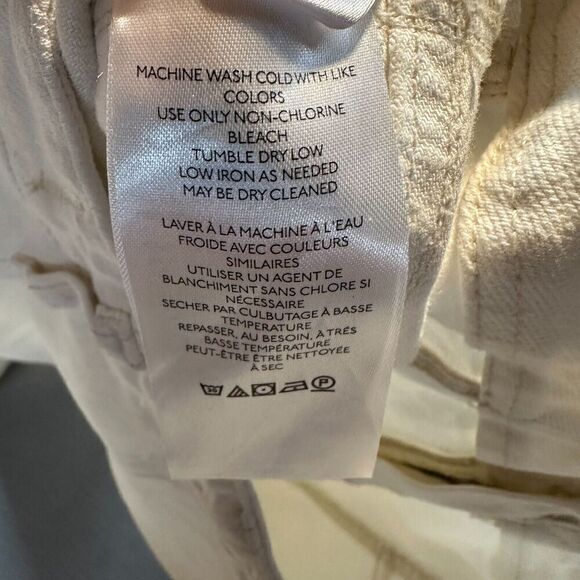 MACHINE WASH COLD WITH LIKE
COLORS
USE ONLY NON-CHLORINE
BLEACH
TUMBLE DRY LOW
LOW IRON AS NEEDED
MAY BE DRY CLEANED
LAVER À LA MACHINE À L'EAU
FROIDE AVEC COULEURS
SIMILAIRES
UTILISER UN AGENT DE
BLANCHIMENT SANS CHLORE SI
NÉCESSAIRE
SECHER PAR CULBUTAGE À BASSE
TEMPERATURE
REPASSER, AU BESOIN, À TRÉS
BASSE TEMPÉRATURE
PEUT-ÊTRE ÊTRE NETTOYÉE
À SEC
30 P